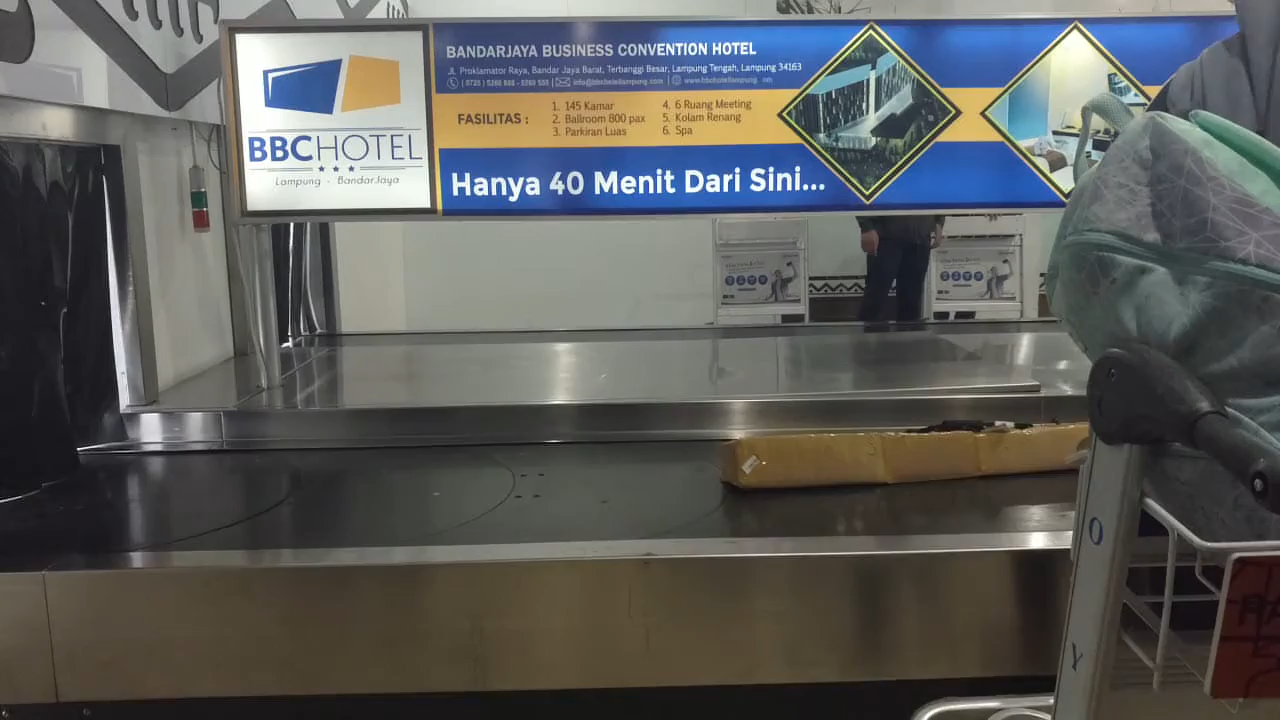 BBCHOTEL
Lampung - BandarJaya
BANDARJAYA BUSINESS CONVENTION HOTEL
JL. Proklamator Raya, Bandar Jaya Barat, Terbanggi Besar, Lampung Tengah, Lampung 34163
FASILITAS :
1. 145 Kamar
2. Ballroom 800 pax
3. Parkiran Luas
4. 6 Ruang Meeting
5. Kolam Renang
6. Spa
Hanya 40 Menit Dari Sini...
O
Y